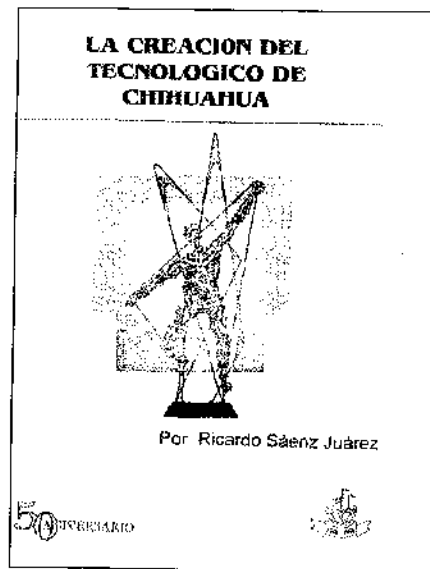 LA CREACION DEL
TECNOLOGICO DE
CHIHUAHUA
Por Ricardo Sáenz Juárez
50 ANIVERSARIO